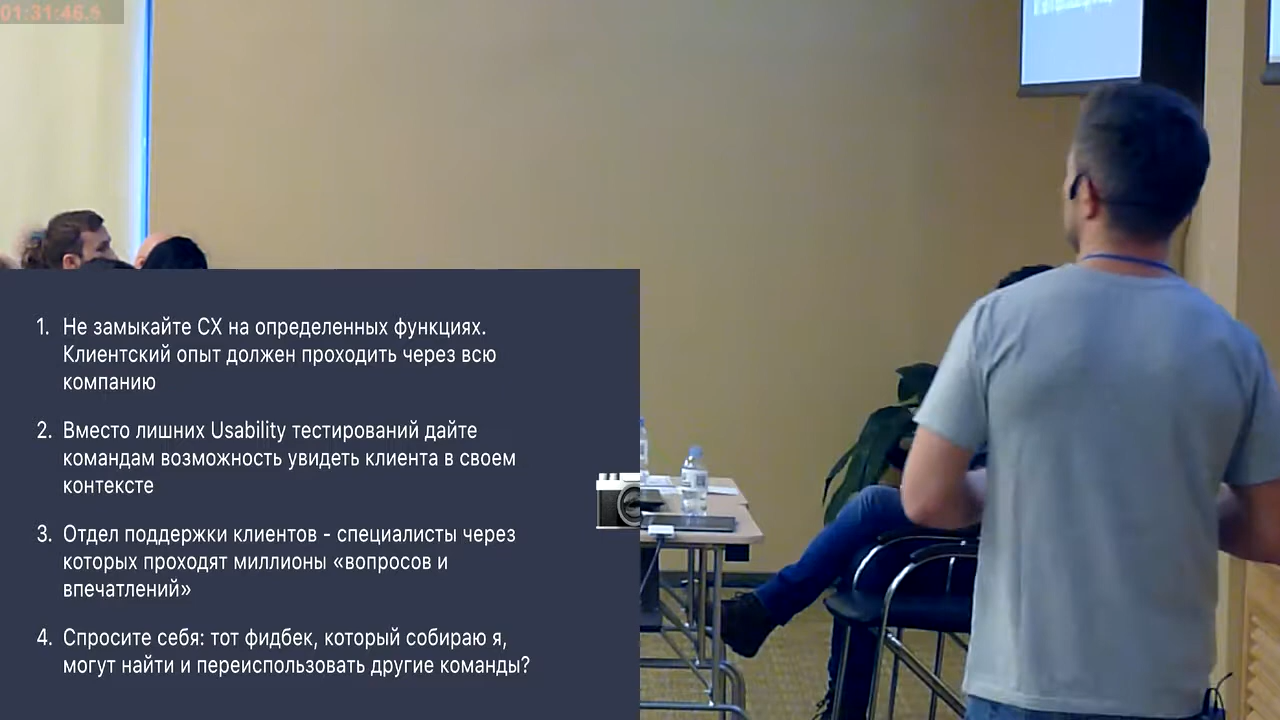 01:31:46.
1. Не замыкайте CX на определенных функциях.
Клиентский опыт должен проходить через всю
компанию
2. Вместо лишних Usability тестирований дайте
командам возможность увидеть клиента в своем
контексте
3. Отдел поддержки клиентов - специалисты через
которых проходят миллионы «вопросов и
впечатлений»
4. Спросите себя: тот фидбек, который собираю я,
могут найти и переиспользовать другие команды?